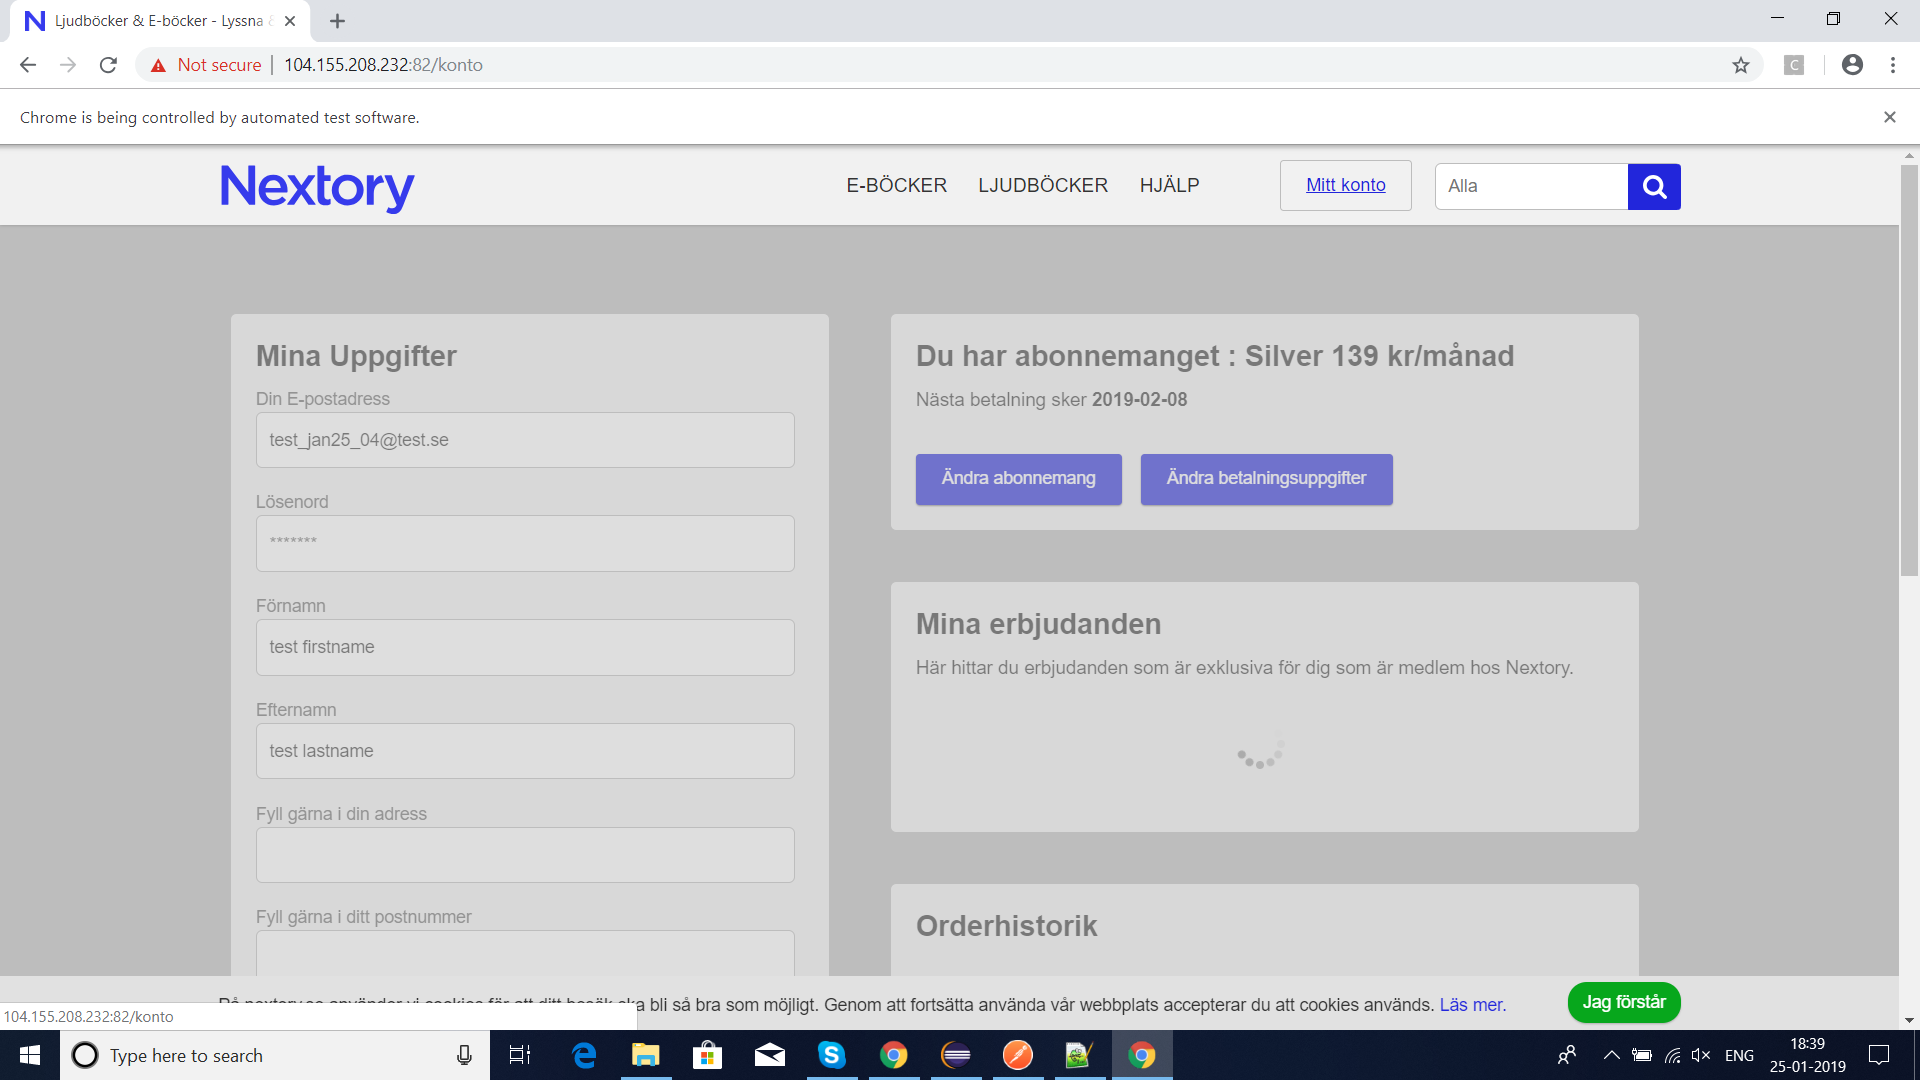 Ljudböcker & E-böcker - Lyssna
Not secure 104.155.208.232:82/konto
C
Chrome is being controlled by automated test software.
Nextory
E-BÖCKER LJUDBÖCKER HJÄLP Mitt konto Alla
Mina Uppgifter
Din E-postadress
test_jan25_04@test.se
Lösenord
*******
Förnamn
test firstname
Efternamn
test lastname
Fyll gärna i din adress
Fyll gärna i ditt postnummer
Du har abonnemanget : Silver 139 kr/månad
Nästa betalning sker 2019-02-08
Ändra abonnemang Ändra betalningsuppgifter
Mina erbjudanden
Här hittar du erbjudanden som är exklusiva för dig som är medlem hos Nextory.
Orderhistorik
bli så bra som möjligt. Genom att fortsätta använda vår webbplats accepterar du att cookies används. Läs mer.
Jag förstår
104.155.208.232:82/konto
Type here to search
ENG
18:39
25-01-2019